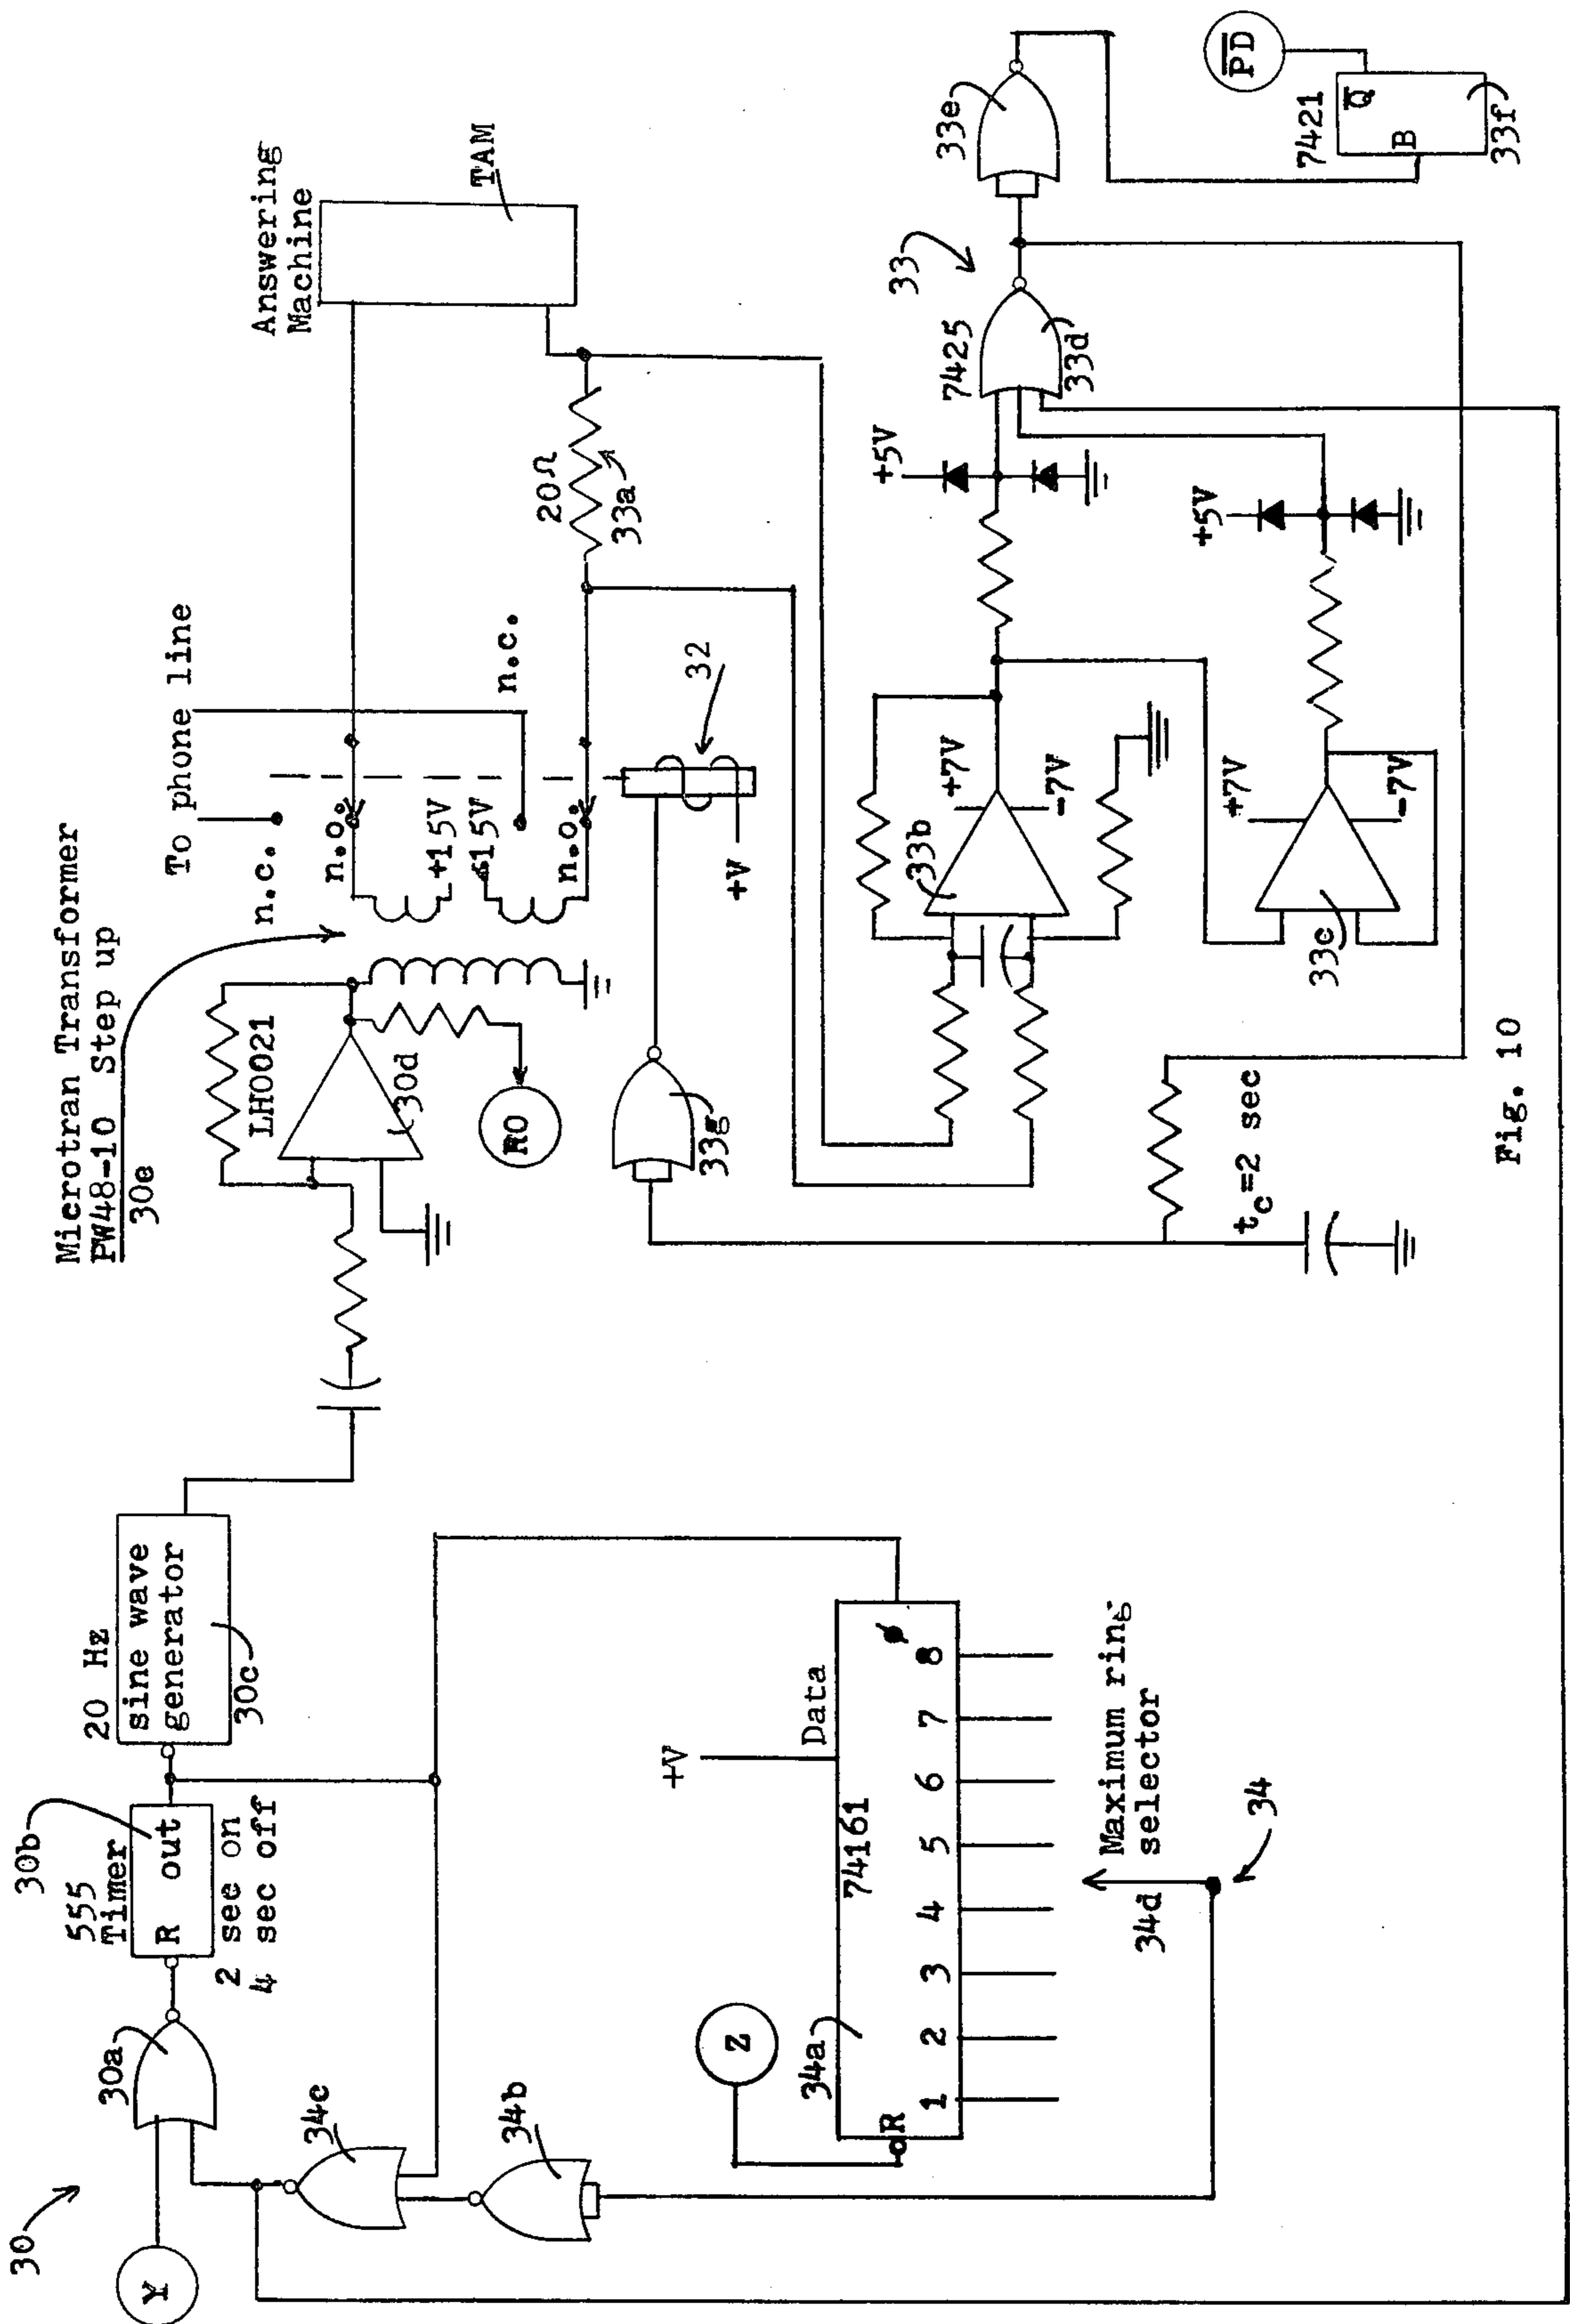 30
Y
30a
30b
555
Timer
R out
2 sec on
4 sec off
20 Hz
sine wave
generator
30c
34c
34b
Z
34a
R
74161
+V
Data
ϕ
1 2 3 4 5 6 7 8
Maximum ring
selector
34d
34
Microtran Transformer
PW48-10 Step up
30e
LH0021
30d
RO
To phone line
n.c.
n.o.
+15V
-15V
n.c.
n.o.
32
+V
33g
Answering
Machine
TAM
20Ω
33a
33b
+7V
-7V
33c
+7V
-7V
+5V
+5V
33
7425
33d
33e
7421
B
Q̅
33f
P̅D̅
t_c=2 sec
Fig. 10